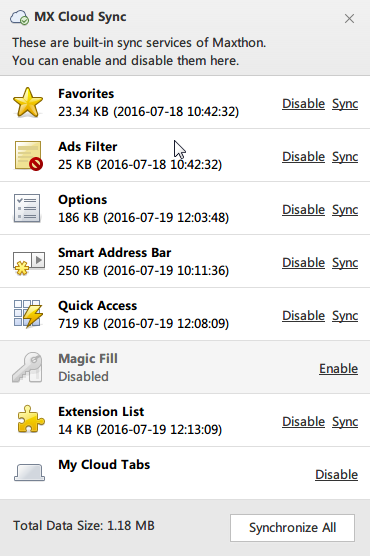 MX Cloud Sync
These are built-in sync services of Maxthon.
You can enable and disable them here.
Favorites
23.34 KB (2016-07-18 10:42:32)
Disable Sync
Ads Filter
25 KB (2016-07-18 10:42:32)
Disable Sync
Options
186 KB (2016-07-19 12:03:48)
Disable Sync
Smart Address Bar
250 KB (2016-07-19 10:11:36)
Disable Sync
Quick Access
719 KB (2016-07-19 12:08:09)
Disable Sync
Magic Fill
Disabled
Enable
Extension List
14 KB (2016-07-19 12:13:09)
Disable Sync
My Cloud Tabs
Disable
Total Data Size: 1.18 MB
Synchronize All